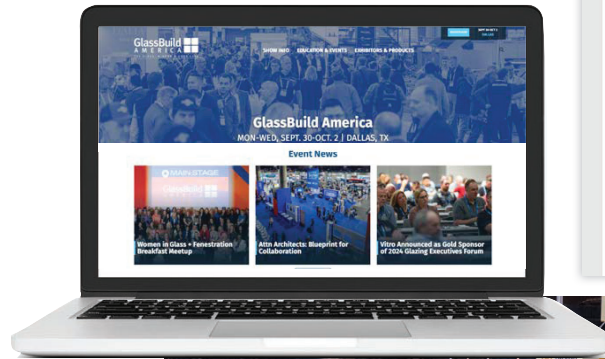 GlassBuild
AMERICA
SHOW INFO EDUCATION & EVENTS EXHIBITORS & PRODUCTS
GlassBuild America
MON-WED, SEPT. 30-OCT. 2 | DALLAS, TX
Event News
MAIN STAGE
GlassBuild
Women in Glass + Fenestration
Breakfast Meetup
Attn Architects: Blueprint for
Collaboration
Vitro Announced as Gold Sponsor
of 2024 Glazing Executives Forum